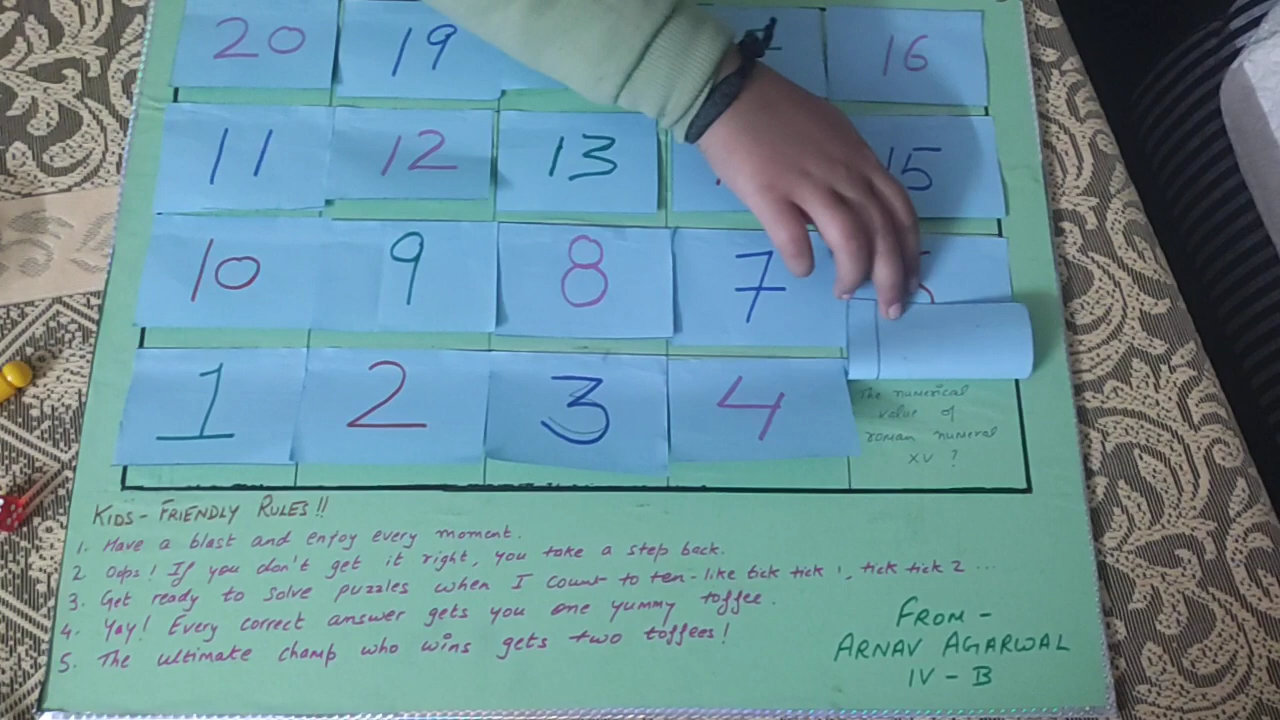 20 19 16
11 12 13 15
10 9 8 7
1 2 3 4
The numerical
value of
roman numeral
XV ?
KIDS - FRIENDLY RULES!!
1. Have a blast and enjoy every moment.
2 Oops! If you don't get it right, you take a step back.
3. Get ready to solve puzzles when I count to ten - like tick tick 1, tick tick 2 ...
4. Yay! Every correct answer gets you one yummy toffee.
5. The ultimate champ who wins gets two toffees!
FROM -
ARNAV AGARWAL
IV - B